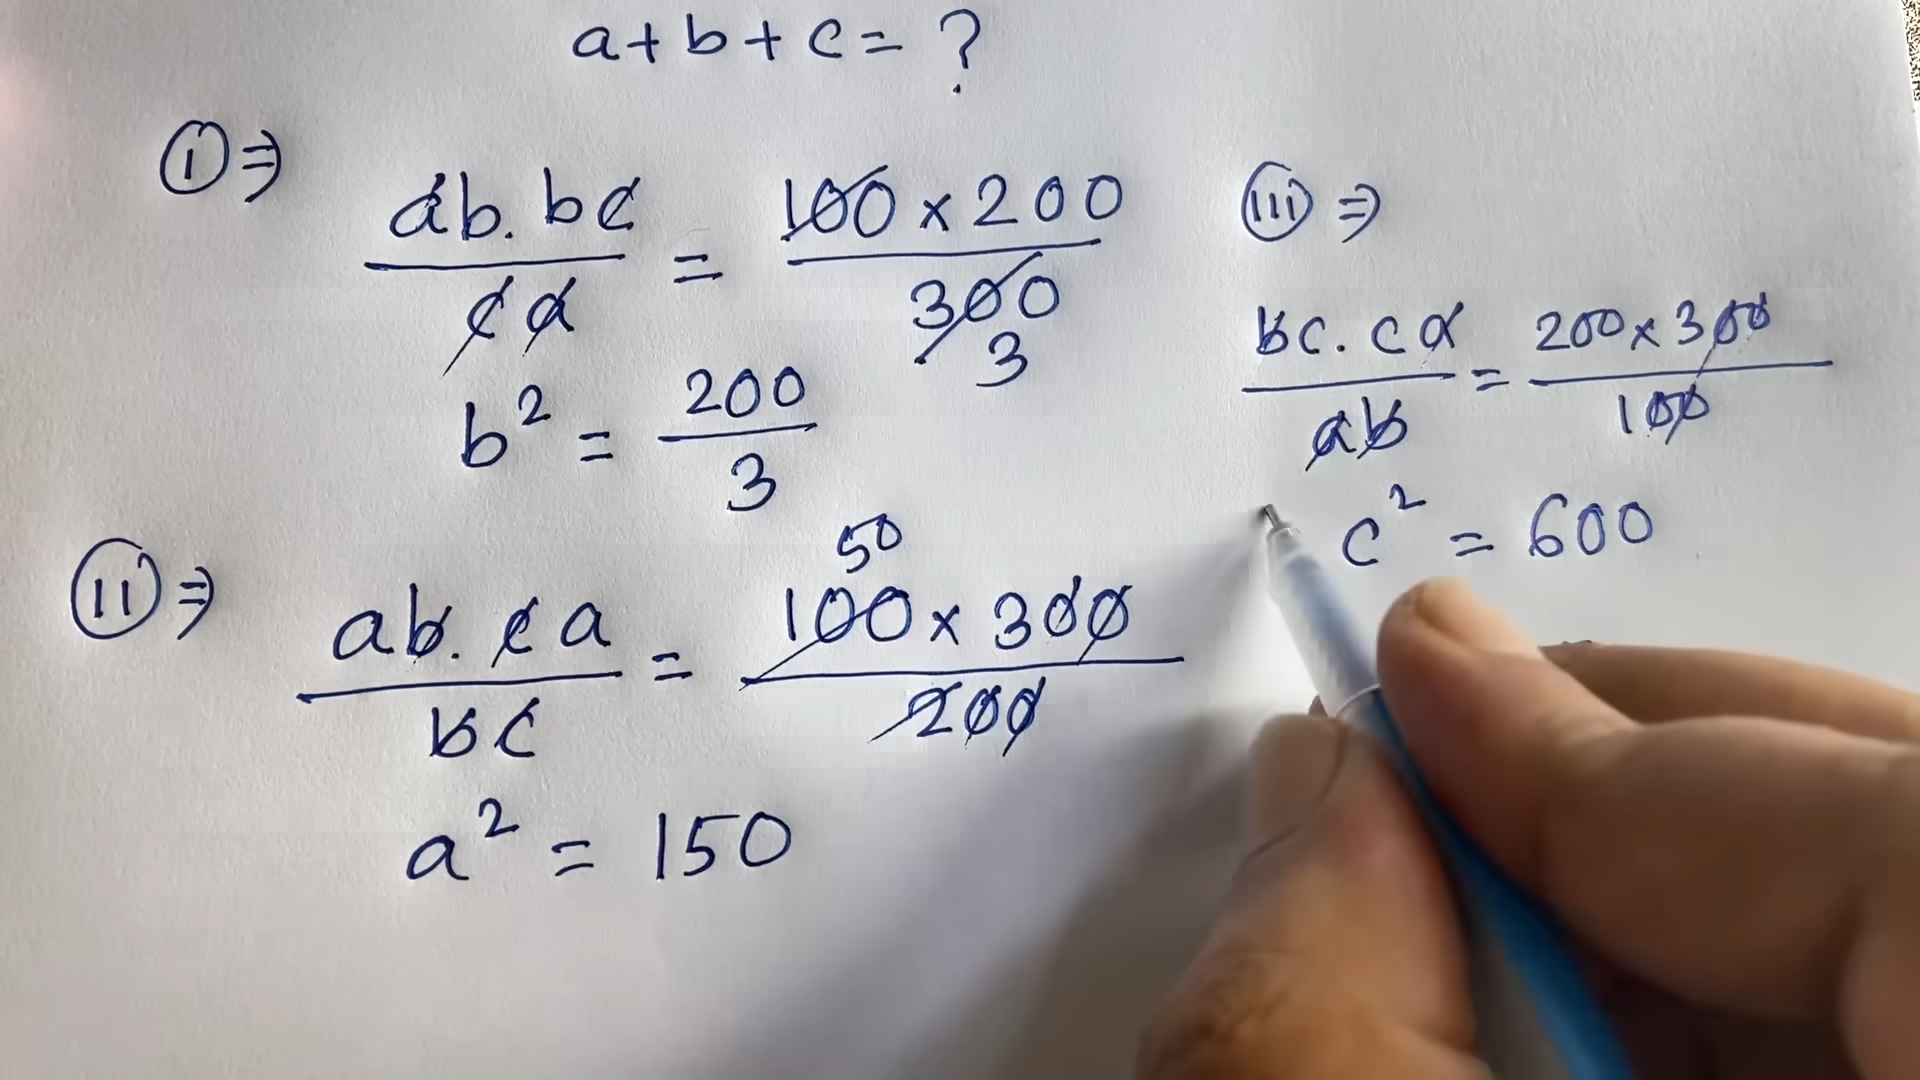 a+b+c= ?
(I) ⇒
ab. bc / ca = 100 x 200 / 300
3
b² = 200 / 3
(II) ⇒
50
ab. ca / bc = 100 x 300 / 200
a² = 150
(III) ⇒
bc. ca / ab = 200 x 300 / 100
c² = 600